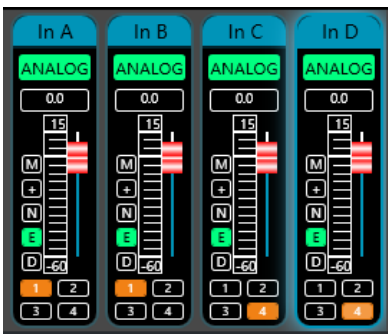 In A In B In C In D
ANALOG ANALOG ANALOG ANALOG
0.0 0.0 0.0 0.0
15 15 15 15
M M M M
+ + + +
N N N N
E E E E
D -60 D -60 D -60 D -60
1 2 1 2 1 2 1 2
3 4 3 4 3 4 3 4